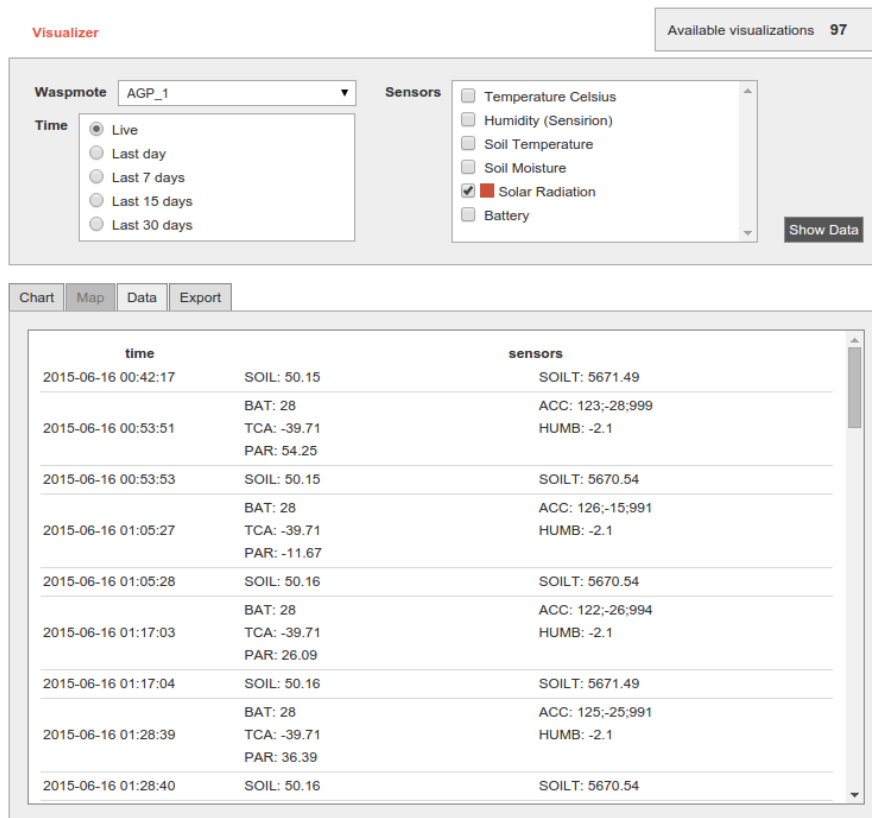 Visualizer
Available visualizations 97
Waspmote AGP_1
Time
Live
Last day
Last 7 days
Last 15 days
Last 30 days
Sensors
Temperature Celsius
Humidity (Sensirion)
Soil Temperature
Soil Moisture
Solar Radiation
Battery
Show Data
Chart Map Data Export
time sensors
2015-06-16 00:42:17 SOIL: 50.15 SOILT: 5671.49
BAT: 28 ACC: 123;-28;999
2015-06-16 00:53:51 TCA: -39.71 HUMB: -2.1
PAR: 54.25
2015-06-16 00:53:53 SOIL: 50.15 SOILT: 5670.54
BAT: 28 ACC: 126;-15;991
2015-06-16 01:05:27 TCA: -39.71 HUMB: -2.1
PAR: -11.67
2015-06-16 01:05:28 SOIL: 50.16 SOILT: 5670.54
BAT: 28 ACC: 122;-26;994
2015-06-16 01:17:03 TCA: -39.71 HUMB: -2.1
PAR: 26.09
2015-06-16 01:17:04 SOIL: 50.16 SOILT: 5671.49
BAT: 28 ACC: 125;-25;991
2015-06-16 01:28:39 TCA: -39.71 HUMB: -2.1
PAR: 36.39
2015-06-16 01:28:40 SOIL: 50.16 SOILT: 5670.54